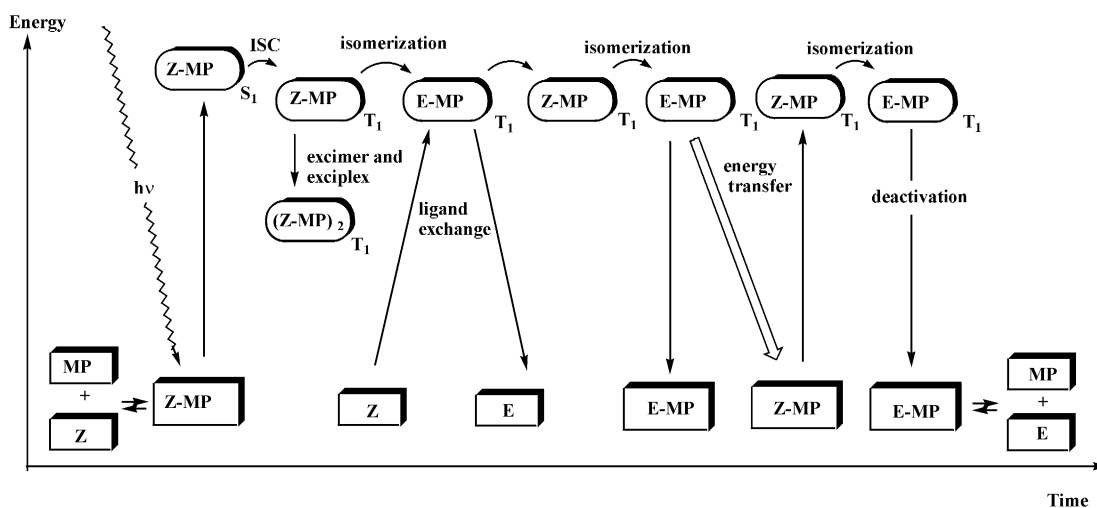 Energy
hν
MP
+
Z
Z-MP
Z-MP
S1
ISC
Z-MP
T1
excimer and
exciplex
(Z-MP) 2
T1
isomerization
E-MP
T1
ligand
exchange
Z
E
Z-MP
T1
isomerization
E-MP
T1
E-MP
energy
transfer
Z-MP
Z-MP
T1
isomerization
E-MP
T1
deactivation
E-MP
MP
+
E
Time